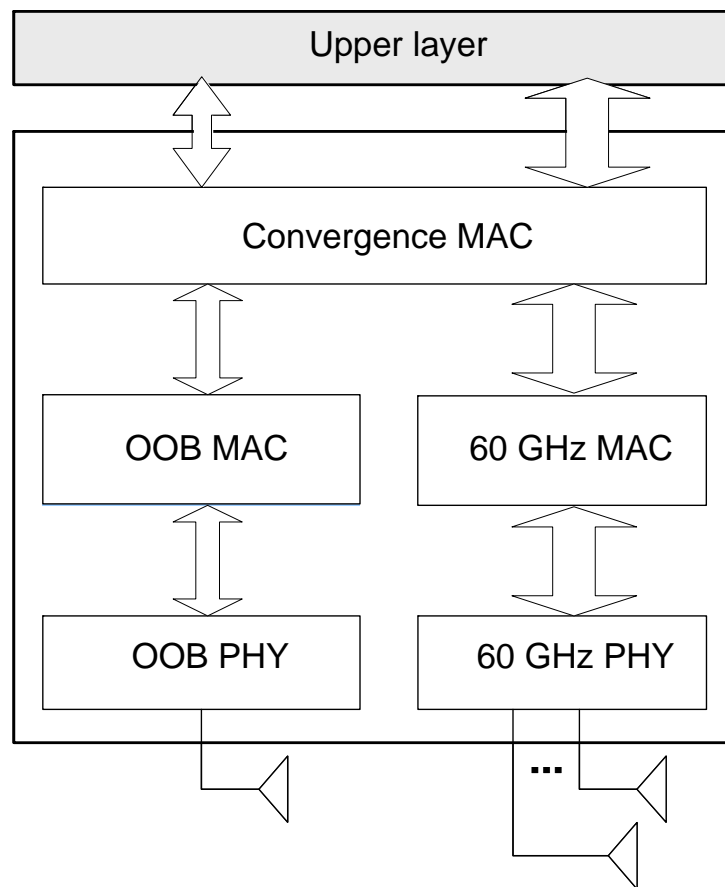 Upper layer
Convergence MAC
OOB MAC
60 GHz MAC
OOB PHY
60 GHz PHY
...